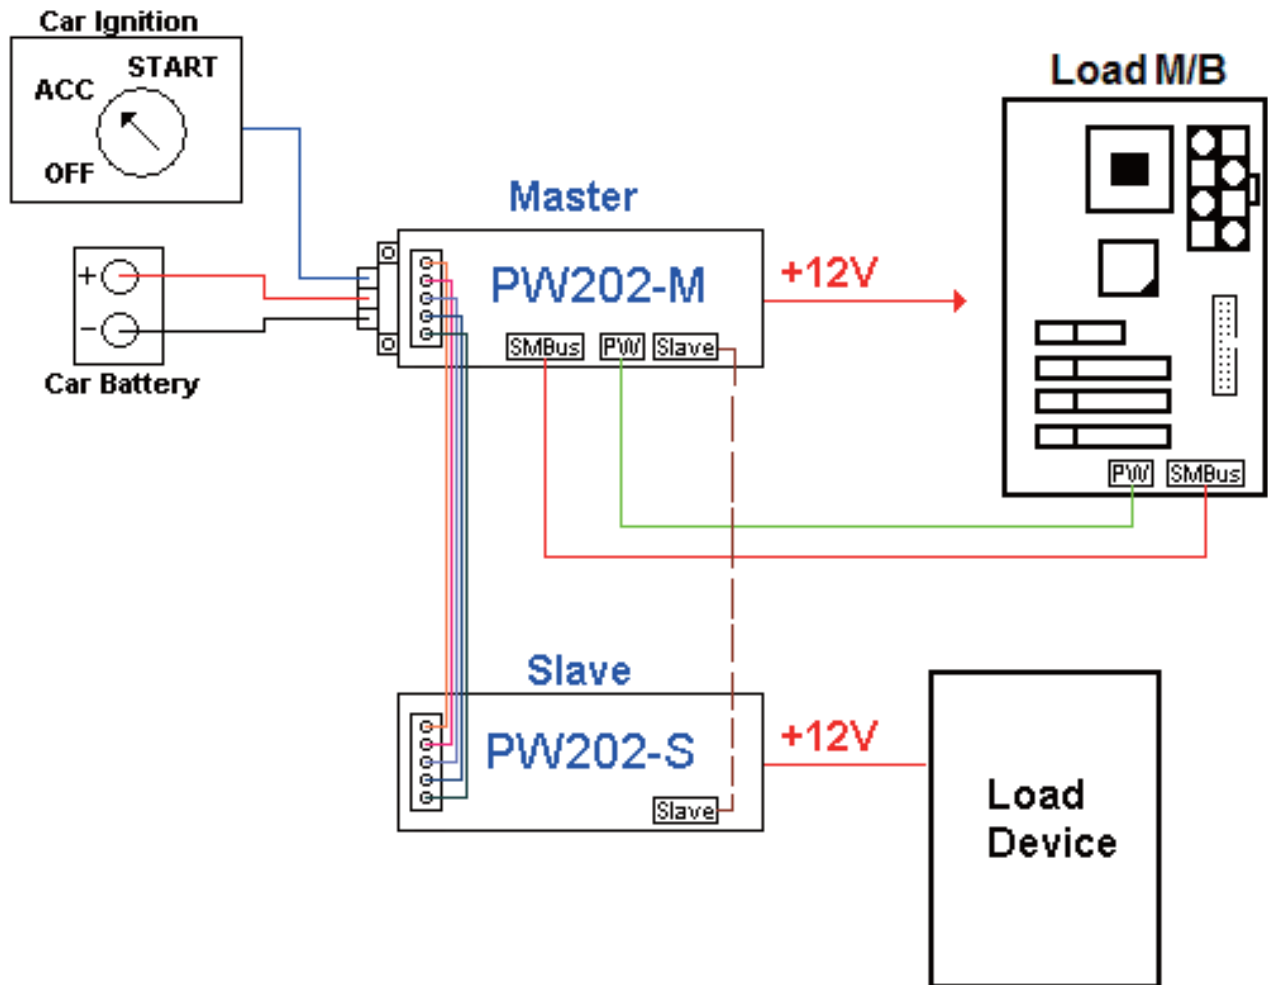 Car Ignition
START
ACC
OFF
Load M/B
Master
PW202-M
+12V
+
-
Car Battery
SMBus PW Slave
PW SMBus
Slave
PW202-S
+12V
Slave
Load
Device